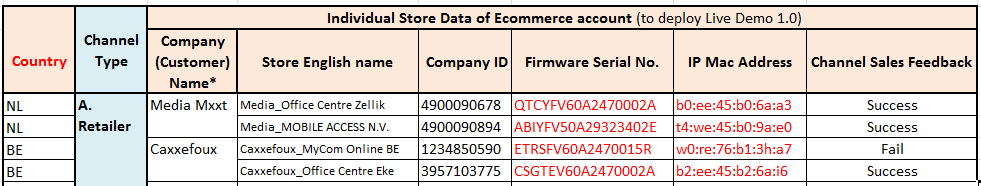 Individual Store Data of Ecommerce account (to deploy Live Demo 1.0)
Country Channel Type Company (Customer) Name* Store English name Company ID Firmware Serial No. IP Mac Address Channel Sales Feedback
NL A. Retailer Media Mxxt Media_Office Centre Zellik 4900090678 QTCYFV60A2470002A b0:ee:45:b0:6a:a3 Success
NL Media_MOBILE ACCESS N.V. 4900090894 ABIYFV50A29323402E t4:we:45:b0:9a:e0 Success
BE Caxxefoux Caxxefoux_MyCom Online BE 1234850590 ETRSFV60A2470015R w0:re:76:b1:3h:a7 Fail
BE Caxxefoux_Office Centre Eke 3957103775 CSGTEV60A2470002A b2:ee:45:b2:6a:i6 Success